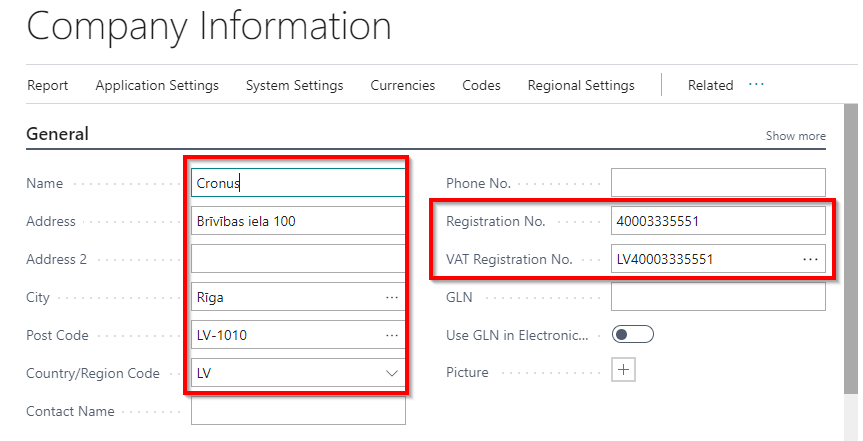 Company Information
Report Application Settings System Settings Currencies Codes Regional Settings Related ...
General Show more
Name Cronus
Address Brīvības iela 100
Address 2
City Rīga ...
Post Code LV-1010 ...
Country/Region Code LV
Contact Name
Phone No.
Registration No. 40003335551
VAT Registration No. LV40003335551 ...
GLN
Use GLN in Electronic...
Picture +